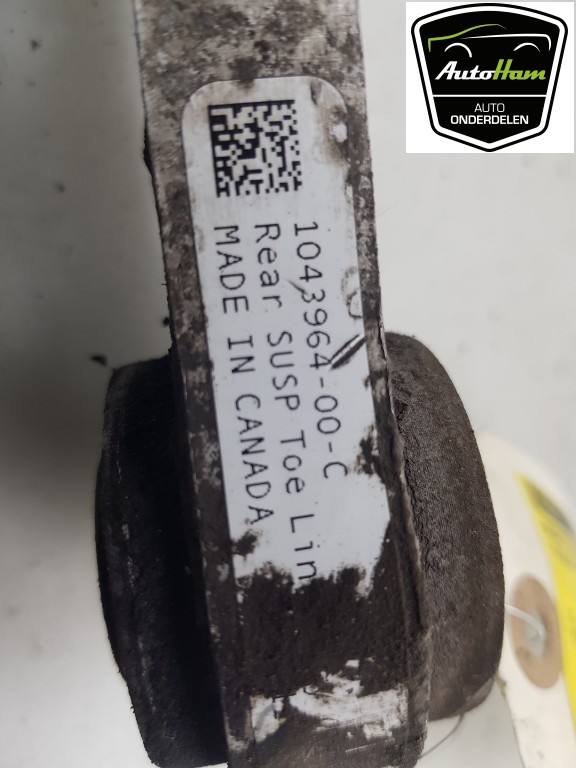 AutoHam
AUTO
ONDERDELEN
1043964-00-C
Rear SUSP Toe Lin
MADE IN CANADA